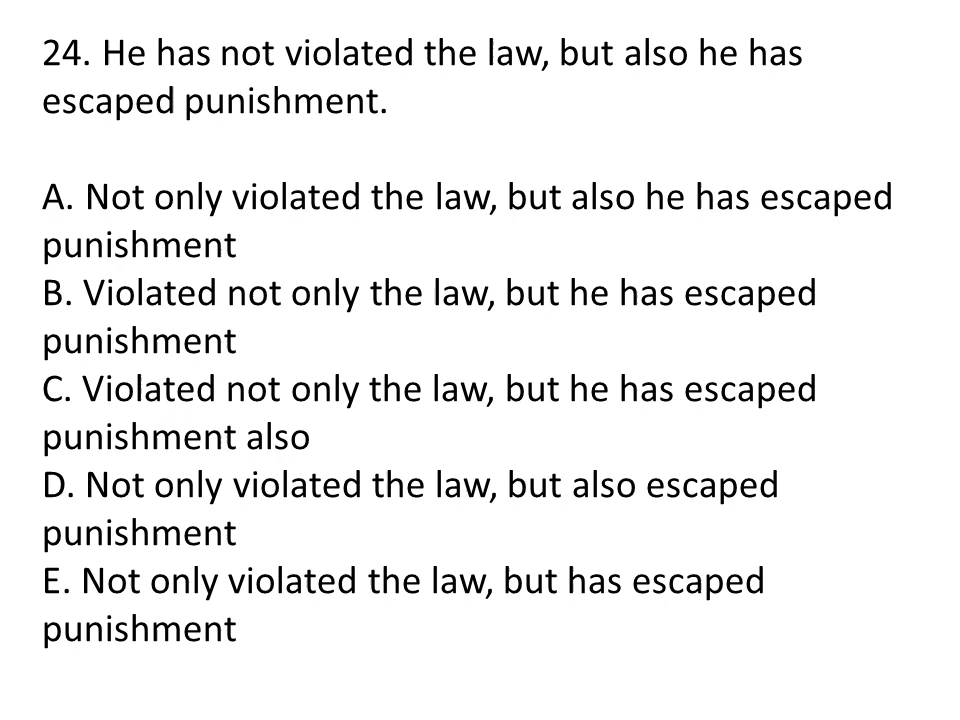 24. He has not violated the law, but also he has
escaped punishment.
A. Not only violated the law, but also he has escaped
punishment
B. Violated not only the law, but he has escaped
punishment
C. Violated not only the law, but he has escaped
punishment also
D. Not only violated the law, but also escaped
punishment
E. Not only violated the law, but has escaped
punishment